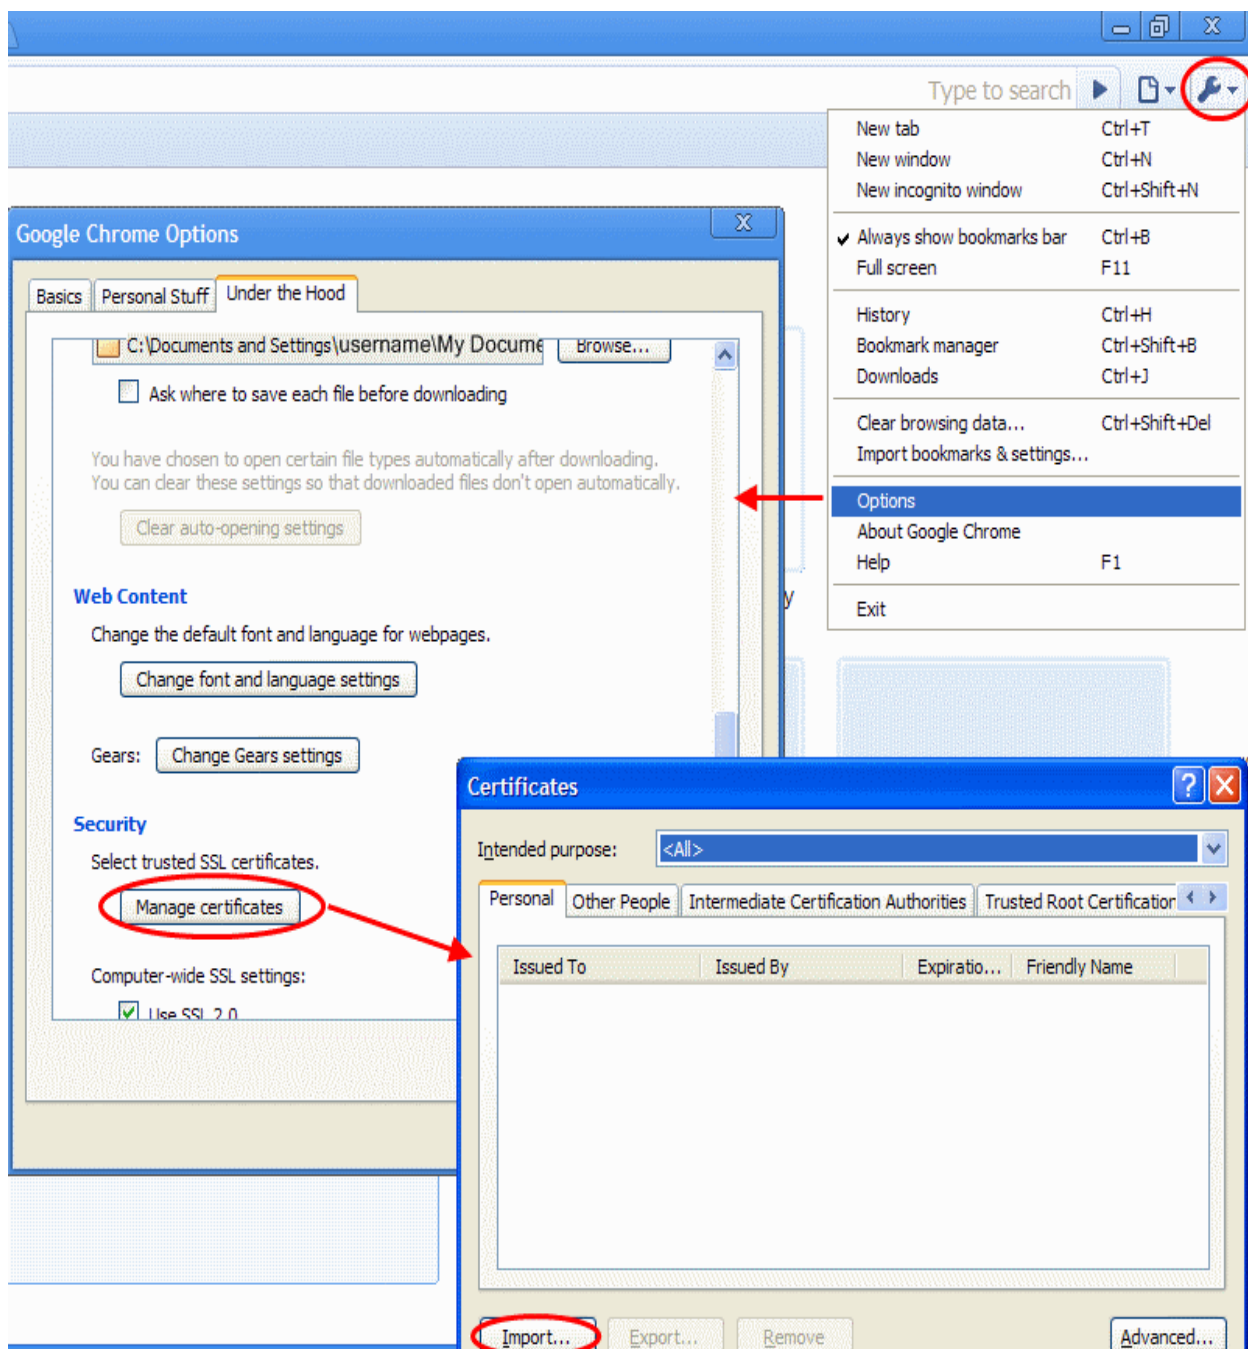 Type to search
New tab Ctrl+T
New window Ctrl+N
New incognito window Ctrl+Shift+N
Always show bookmarks bar Ctrl+B
Full screen F11
History Ctrl+H
Bookmark manager Ctrl+Shift+B
Downloads Ctrl+J
Clear browsing data... Ctrl+Shift+Del
Import bookmarks & settings...
Options
About Google Chrome
Help F1
Exit
Google Chrome Options
Basics Personal Stuff Under the Hood
C:\Documents and Settings\username\My Docume Browse...
Ask where to save each file before downloading
You have chosen to open certain file types automatically after downloading.
You can clear these settings so that downloaded files don't open automatically.
Clear auto-opening settings
Web Content
Change the default font and language for webpages.
Change font and language settings
Gears: Change Gears settings
Security
Select trusted SSL certificates.
Manage certificates
Computer-wide SSL settings:
Use SSL 2.0
y
Certificates
Intended purpose: <All>
Personal Other People Intermediate Certification Authorities Trusted Root Certification
Issued To Issued By Expiratio... Friendly Name
Import... Export... Remove Advanced...